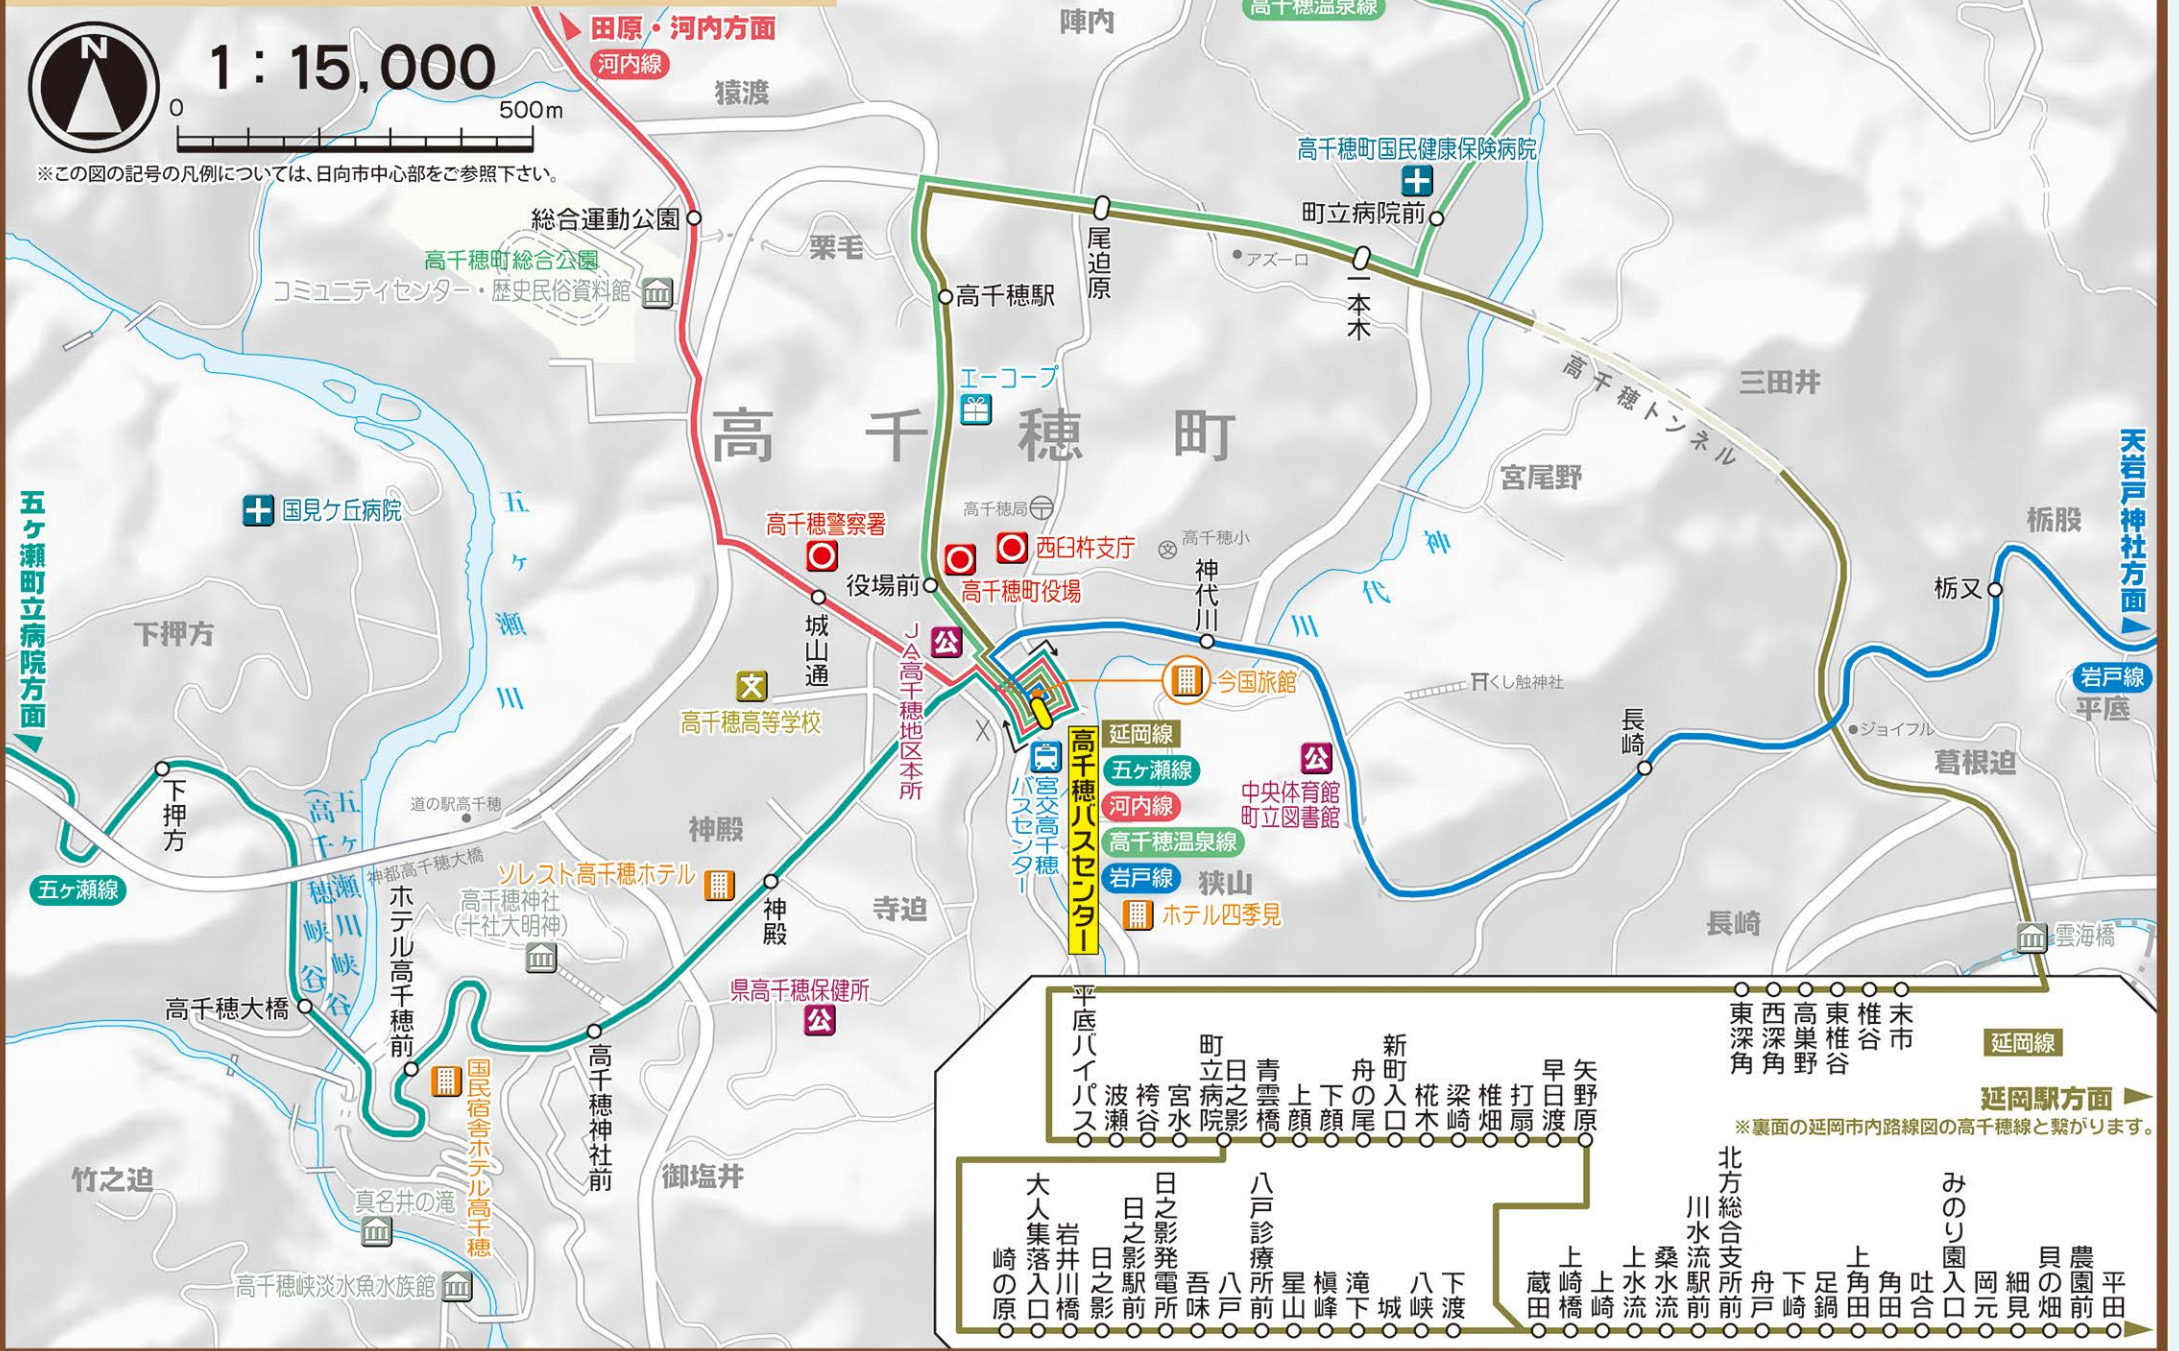 N
1：15,000
0
500m
※この図の記号の凡例については、日向市中心部をご参照下さい。
田原・河内方面
河内線
陣内
高千穂温泉線
猿渡
高千穂町国民健康保険病院
町立病院前
総合運動公園
栗毛
尾迫原
アズーロ
高千穂町総合公園
コミュニティセンター・歴史民俗資料館
高千穂駅
一本木
高千穂トンネル
三田井
エーコープ
高千穂町
宮尾野
天岩戸神社方面
五ヶ瀬町立病院方面
国見ケ丘病院
五ヶ瀬川
高千穂警察署
高千穂局
西臼杵支庁
高千穂小
神代川
栃股
役場前
高千穂町役場
神代川
栃又
下押方
城山通
JA高千穂地区本所
文
高千穂高等学校
今国旅館
くし触神社
岩戸線
平底
長崎
ジョイフル
葛根迫
公
公
公
文
下押方
道の駅高千穂
神都高千穂大橋
神殿
宮交高千穂
バスセンター
高千穂バスセンター
延岡線
五ヶ瀬線
河内線
高千穂温泉線
岩戸線
中央体育館
町立図書館
狭山
ホテル四季見
五ヶ瀬線
五ヶ瀬川峡谷
(高千穂峡谷)
ソレスト高千穂ホテル
高千穂神社
(十社大明神)
ホテル高千穂前
神殿
寺迫
長崎
雲海橋
県高千穂保健所
高千穂大橋
国民宿舎ホテル高千穂
高千穂神社前
御塩井
竹之迫
真名井の滝
高千穂峡淡水魚水族館
東深角
西深角
高巣野
東椎谷
椎谷
末市
延岡線
延岡駅方面
※裏面の延岡市内路線図の高千穂線と繋がります。
平底バイパス
波瀬
袴谷
宮水
町立病院
日之影
青雲橋
上顔
下顔
舟の尾
新町入口
椛木
梁崎
椎畑
打扇
早日渡
矢野原
崎の原
大人集落入口
岩井川橋
日之影
日之影駅前
日之影発電所
吾味
八戸
八戸診療所前
星山
槇峰
滝下
城
八峡
下渡
蔵田
上崎橋
上崎
上水流
桑水流
川水流駅前
北方総合支所前
舟戸
下崎
足鍋
上角田
角田
吐合
みのり園入口
岡元
細見
貝の畑
農園前
平田